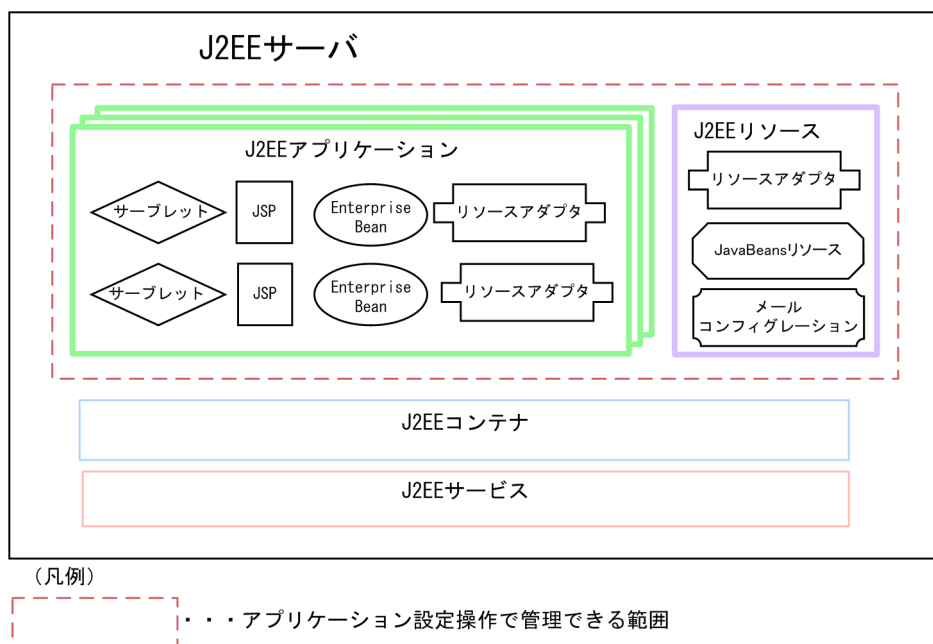 J2EEサーバ
J2EEアプリケーション
サーブレット
JSP
Enterprise
Bean
リソースアダプタ
サーブレット
JSP
Enterprise
Bean
リソースアダプタ
J2EEリソース
リソースアダプタ
JavaBeansリソース
メール
コンフィグレーション
J2EEコンテナ
J2EEサービス
(凡例)
・・・アプリケーション設定操作で管理できる範囲